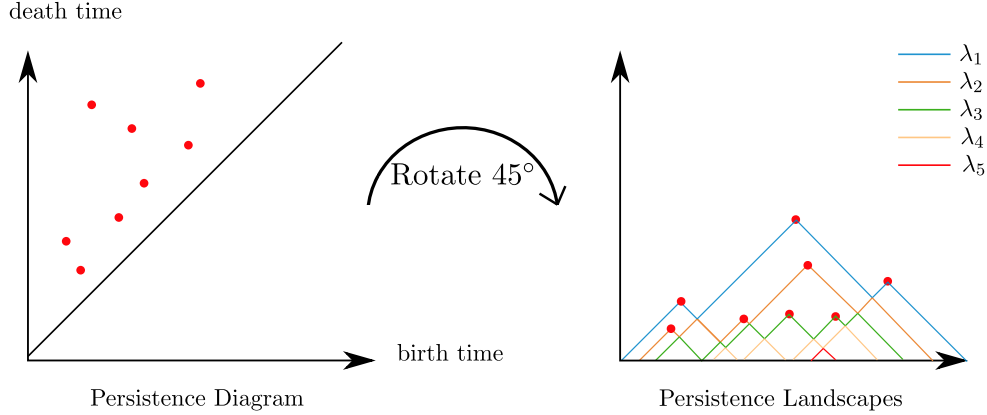 death time
λ1
λ2
λ3
λ4
λ5
Rotate 45°
birth time
Persistence Diagram
Persistence Landscapes